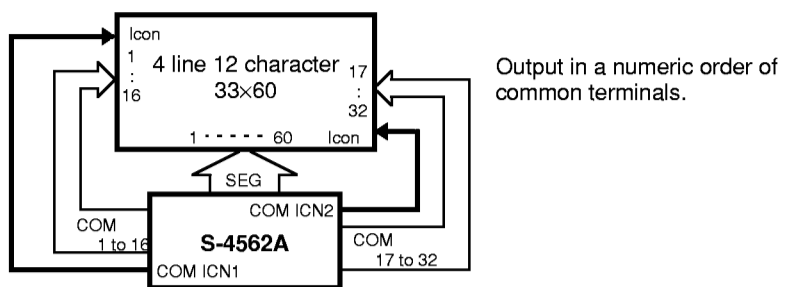 Icon
1
:
16
4 line 12 character
33×60
17
:
32
1 - - - - - 60
Icon
Output in a numeric order of
common terminals.
SEG
COM ICN2
COM
1 to 16
S-4562A
COM
17 to 32
COM ICN1